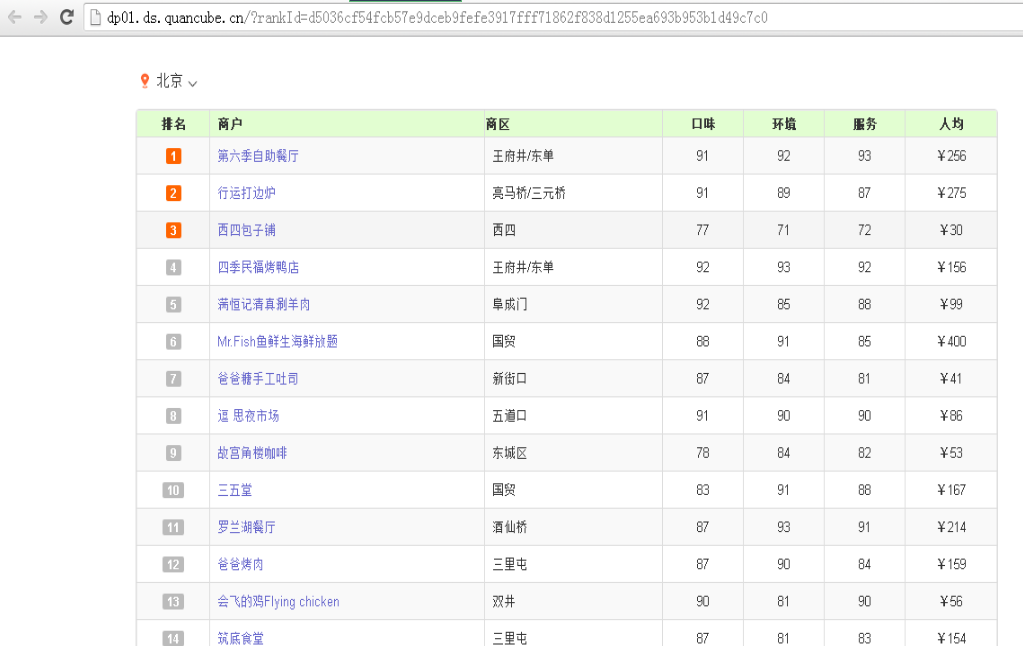 dp01.ds.quancube.cn/?rankId=d5036cf54fcb57e9dceb9fefe3917fff71862f838d1255ea693b953b1d49c7c0
北京
排名 商户 商区 口味 环境 服务 人均
1 第六季自助餐厅 王府井/东单 91 92 93 ￥256
2 行运打边炉 亮马桥/三元桥 91 89 87 ￥275
3 西四包子铺 西四 77 71 72 ￥30
4 四季民福烤鸭店 王府井/东单 92 93 92 ￥156
5 满恒记清真涮羊肉 阜成门 92 85 88 ￥99
6 Mr.Fish鱼鲜生海鲜放题 国贸 88 91 85 ￥400
7 爸爸糖手工吐司 新街口 87 84 81 ￥41
8 逗 思夜市场 五道口 91 90 90 ￥86
9 故宫角楼咖啡 东城区 78 84 82 ￥53
10 三五堂 国贸 83 91 88 ￥167
11 罗兰湖餐厅 酒仙桥 87 93 91 ￥214
12 爸爸烤肉 三里屯 87 90 84 ￥159
13 会飞的鸡Flying chicken 双井 90 81 90 ￥56
14 筑底食堂 三里屯 87 81 83 ￥154